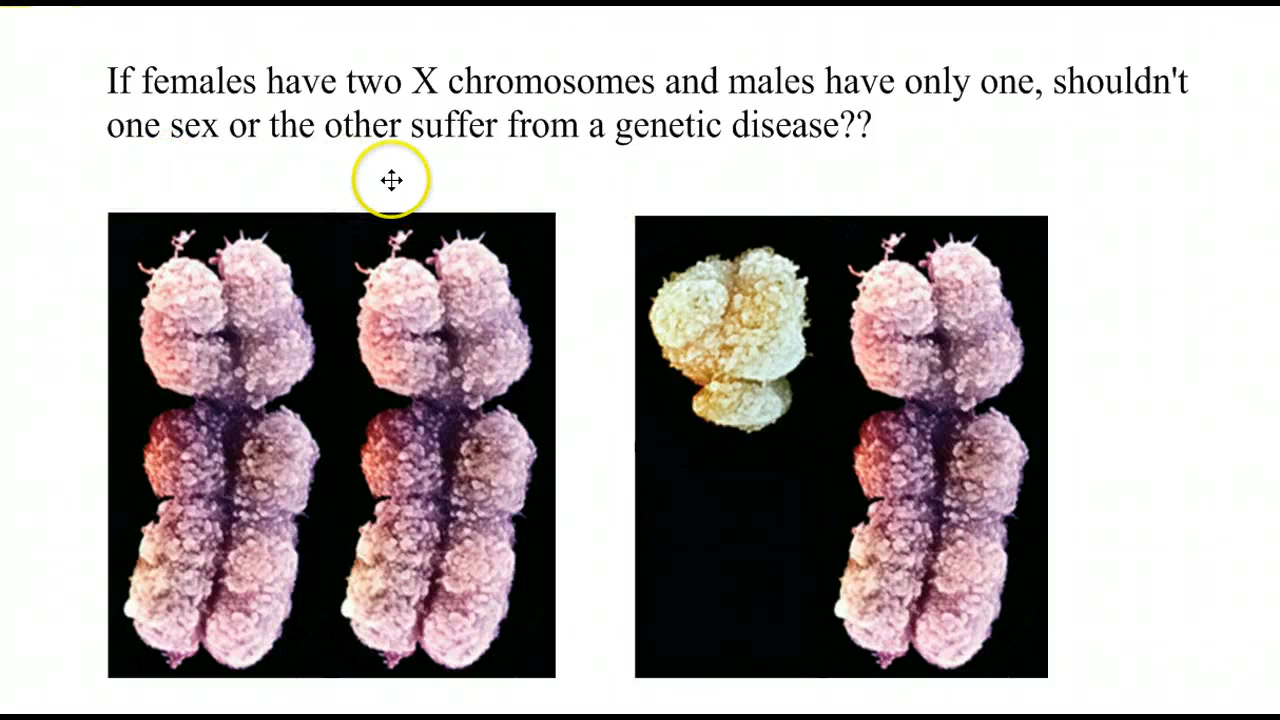 If females have two X chromosomes and males have only one, shouldn't
one sex or the other suffer from a genetic disease??